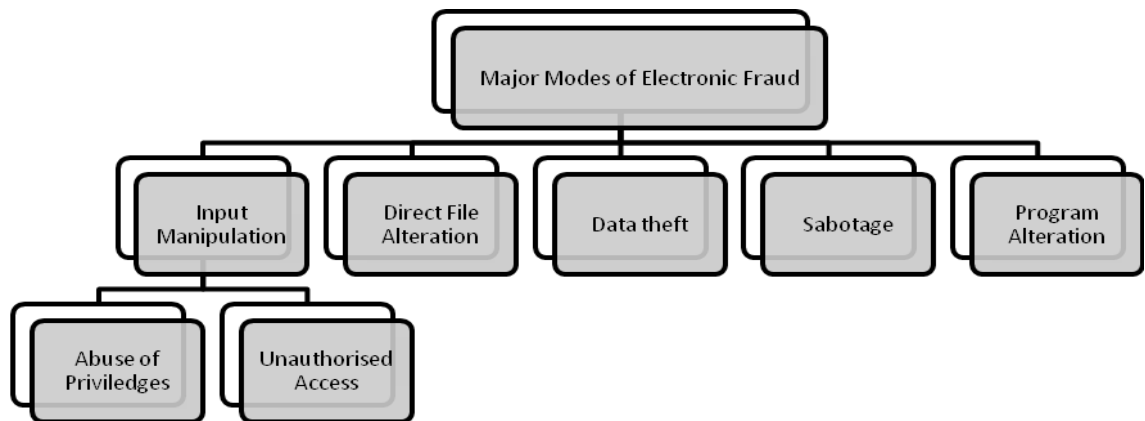 Major Modes of Electronic Fraud
Input
Manipulation
Direct File
Alteration
Data theft
Sabotage
Program
Alteration
Abuse of
Priviledges
Unauthorised
Access